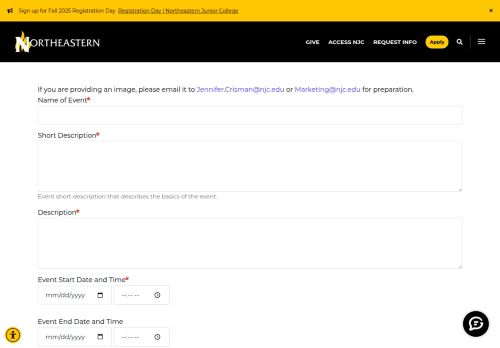 Sign up for Fall 2025 Registration Day Registration Day | Northeastern Junior College ×
NORTHEASTERN GIVE ACCESS NJC REQUEST INFO Apply
If you are providing an image, please email it to Jennifer.Crisman@njc.edu or Marketing@njc.edu for preparation.
Name of Event*
Short Description*
Event short description that describes the basics of the event.
Description*
Event Start Date and Time*
mm/dd/yyyy --:-- --
Event End Date and Time
mm/dd/yyyy --:-- --